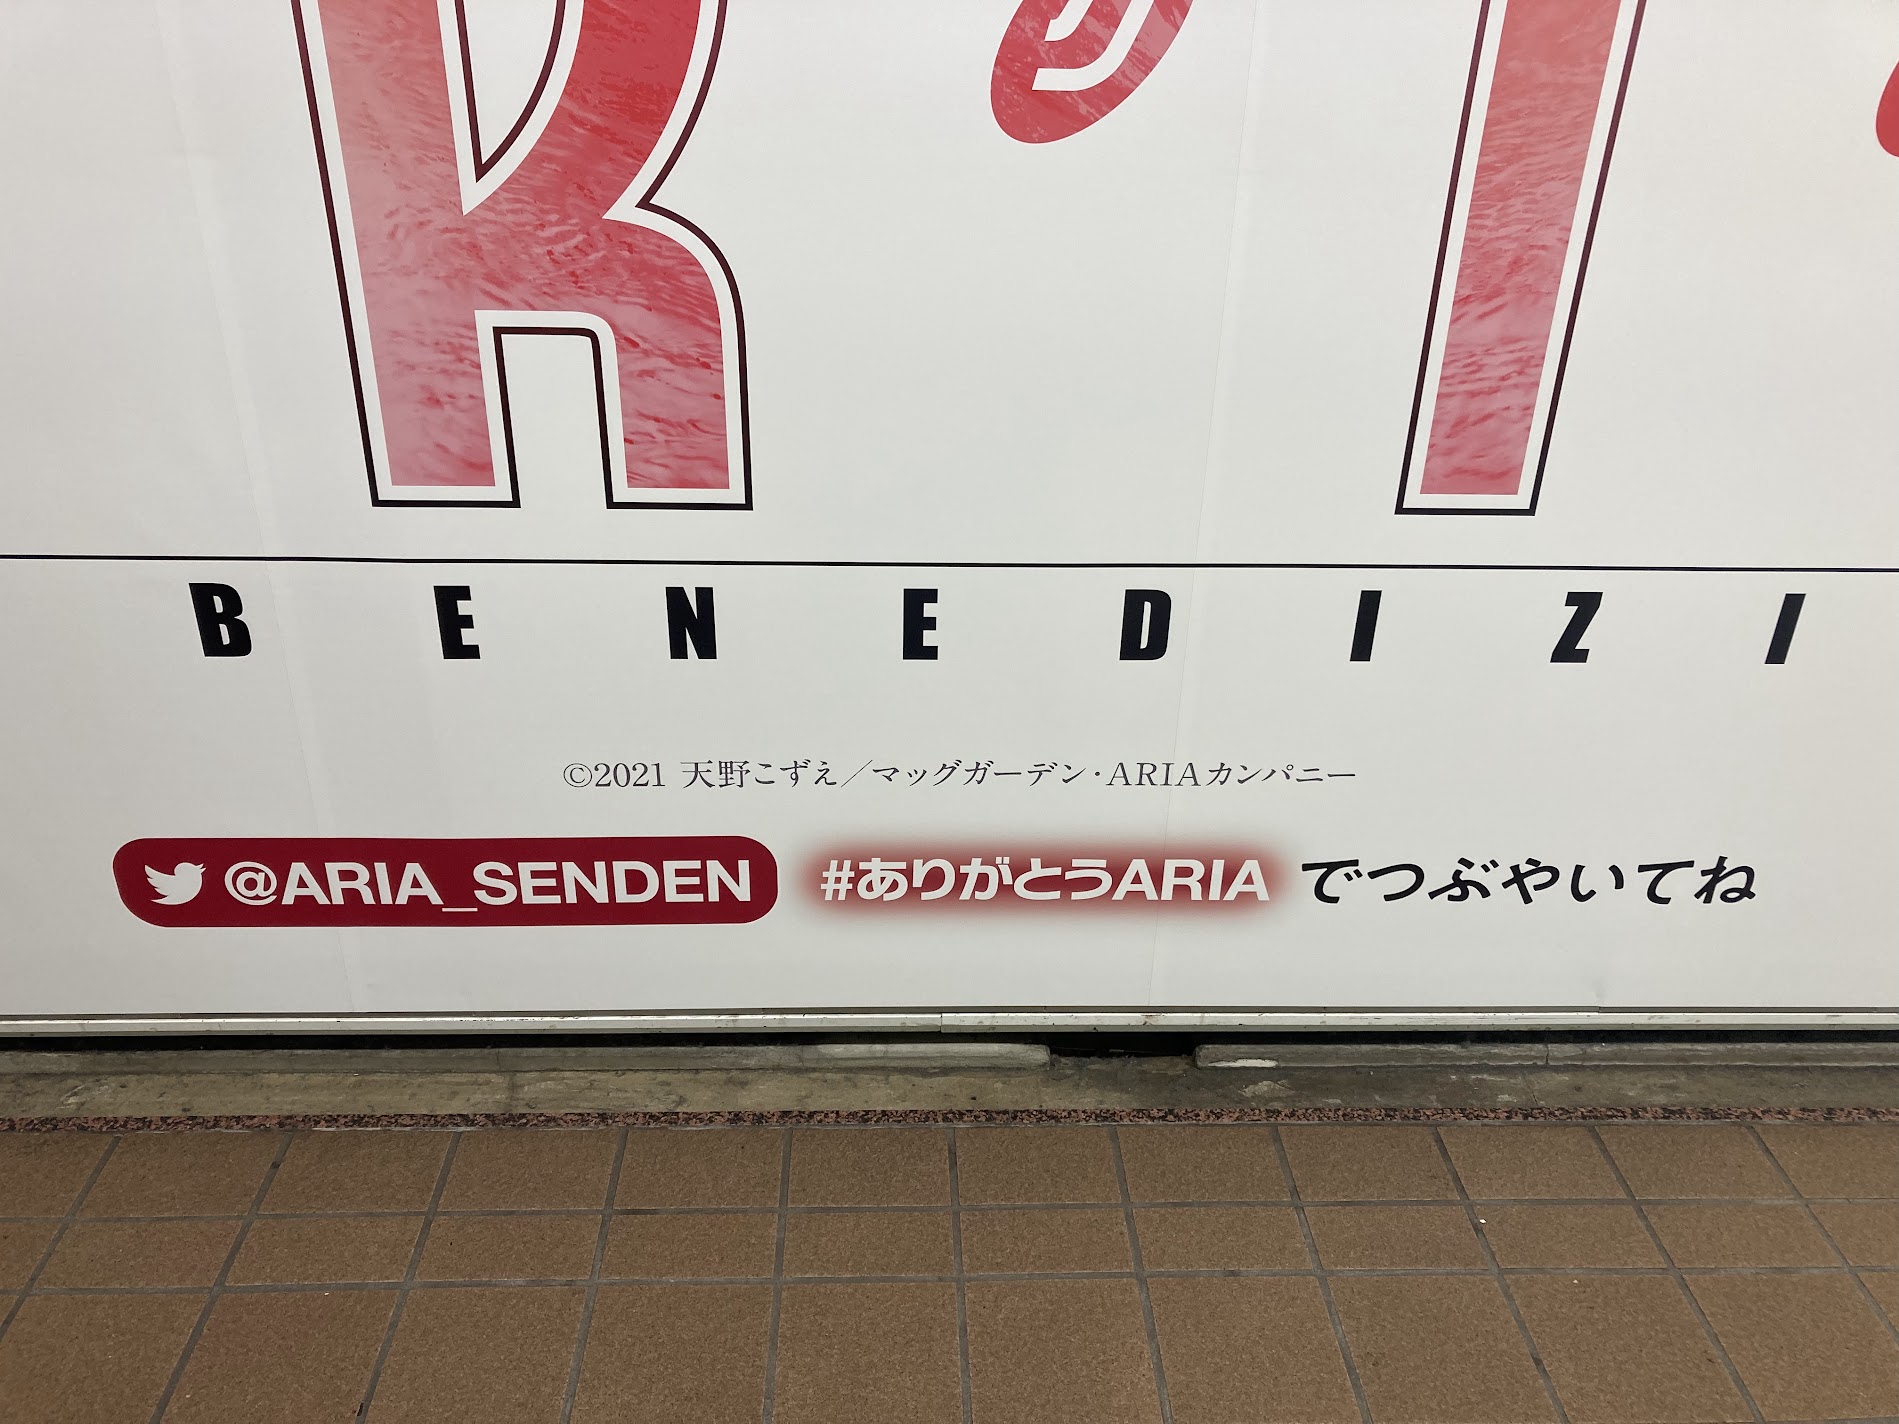 BENEDIZI
©2021 天野こずえ／マッグガーデン・ARIAカンパニー
@ARIA_SENDEN #ありがとうARIA でつぶやいてね